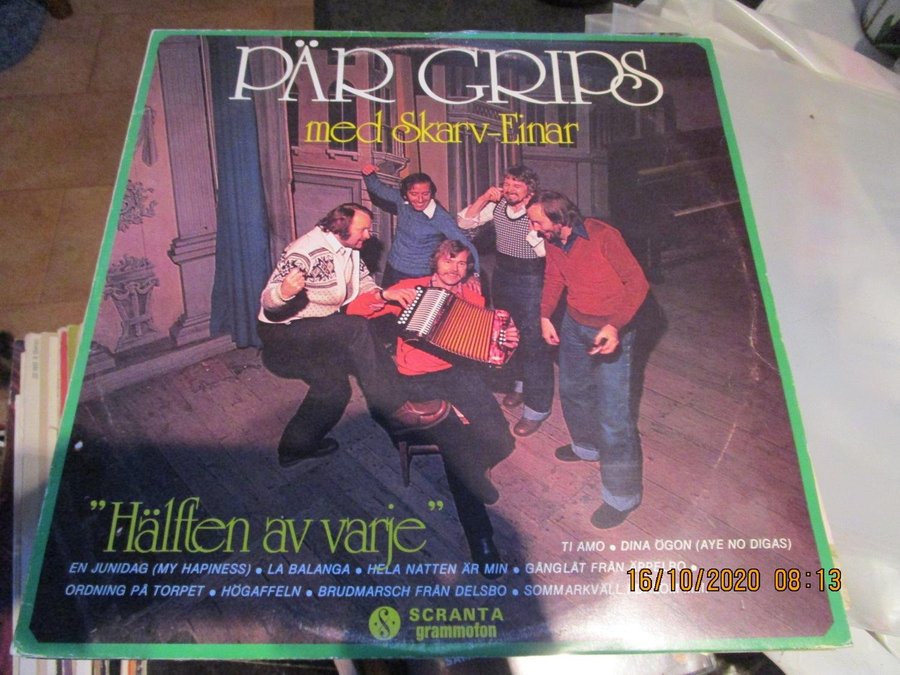 PÄR GRIPS
med Skarv-Einar
"Hälften av varje"
TI AMO • DINA ÖGON (AYE NO DIGAS)
EN JUNIDAG (MY HAPINESS) • LA BALANGA • HELA NATTEN ÄR MIN • GÅNGLÅT FRÅN APPELBO •
ORDNING PÅ TORPET • HÖGAFFELN • BRUDMARSCH FRÅN DELSBO • SOMMARKVÄLL
16/10/2020 08:13
S SCRANTA
grammofon